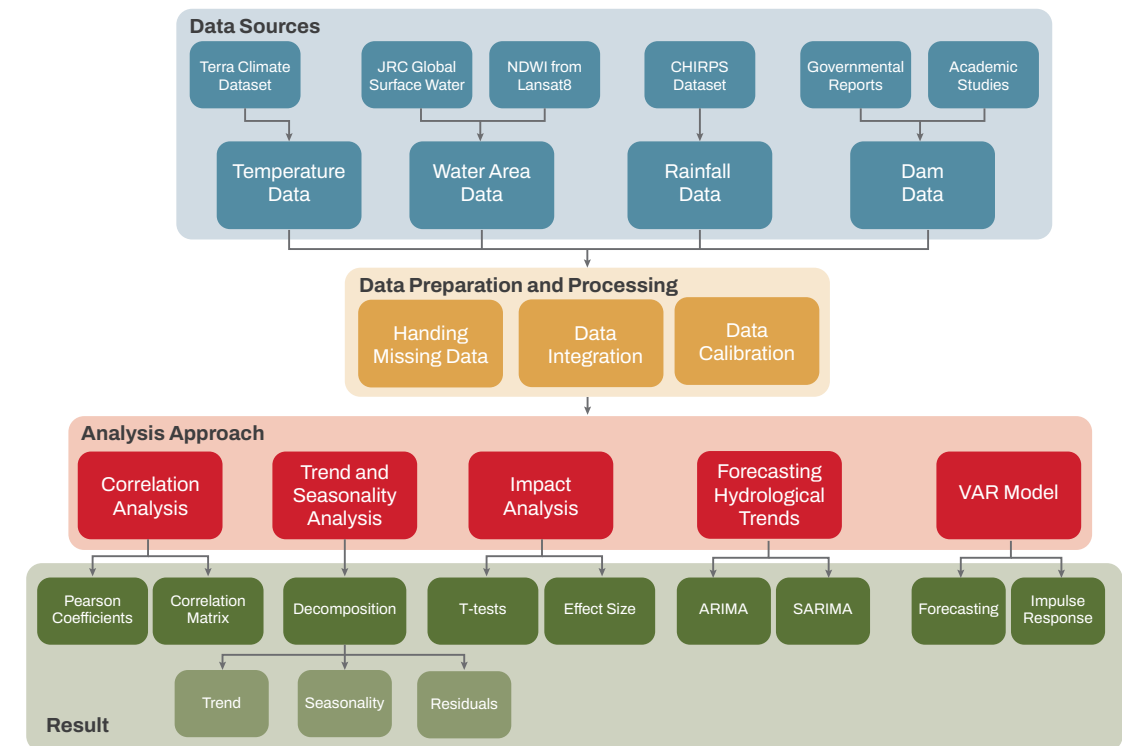 Data Sources
Terra Climate
Dataset
JRC Global
Surface Water
NDWI from
Lansat8
CHIRPS
Dataset
Governmental
Reports
Academic
Studies
Temperature
Data
Water Area
Data
Rainfall
Data
Dam
Data
Data Preparation and Processing
Handing
Missing Data
Data
Integration
Data
Calibration
Analysis Approach
Correlation
Analysis
Trend and
Seasonality
Analysis
Impact
Analysis
Forecasting
Hydrological
Trends
VAR Model
Pearson
Coefficients
Correlation
Matrix
Decomposition
T-tests
Effect Size
ARIMA
SARIMA
Forecasting
Impulse
Response
Trend
Seasonality
Residuals
Result